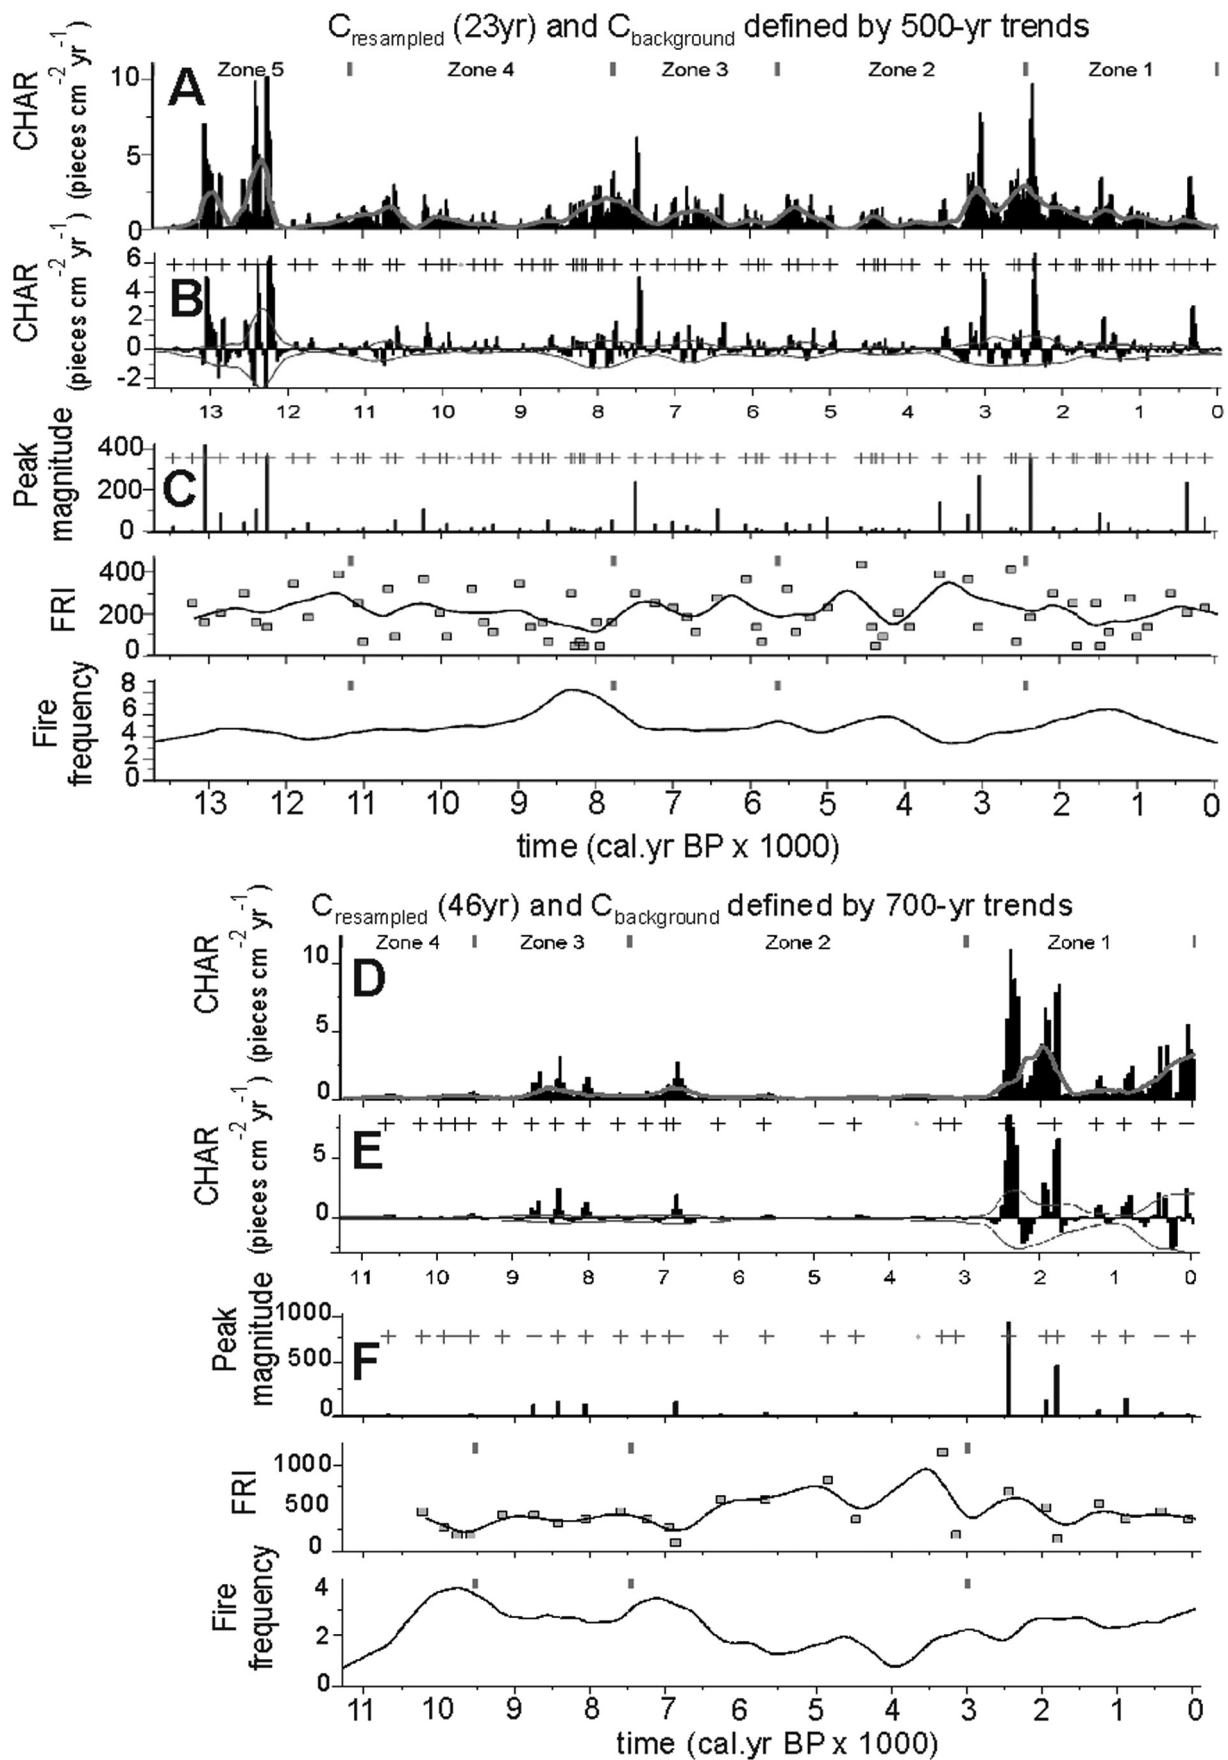 C resampled (23yr) and C background defined by 500-yr trends
CHAR
(pieces cm-2 yr-1)
A
Zone 5
Zone 4
Zone 3
Zone 2
Zone 1
10
5
0
CHAR
(pieces cm-2 yr-1)
B
6
4
2
0
-2
13 12 11 10 9 8 7 6 5 4 3 2 1 0
Peak
magnitude
C
400
200
0
FRI
400
200
0
Fire
frequency
8
6
4
2
0
13 12 11 10 9 8 7 6 5 4 3 2 1 0
time (cal.yr BP x 1000)
C resampled (46yr) and C background defined by 700-yr trends
CHAR
(pieces cm-2 yr-1)
D
Zone 4
Zone 3
Zone 2
Zone 1
10
5
0
CHAR
(pieces cm-2 yr-1)
E
5
0
11 10 9 8 7 6 5 4 3 2 1 0
Peak
magnitude
F
1000
500
0
FRI
1000
500
0
Fire
frequency
4
2
0
11 10 9 8 7 6 5 4 3 2 1 0
time (cal.yr BP x 1000)